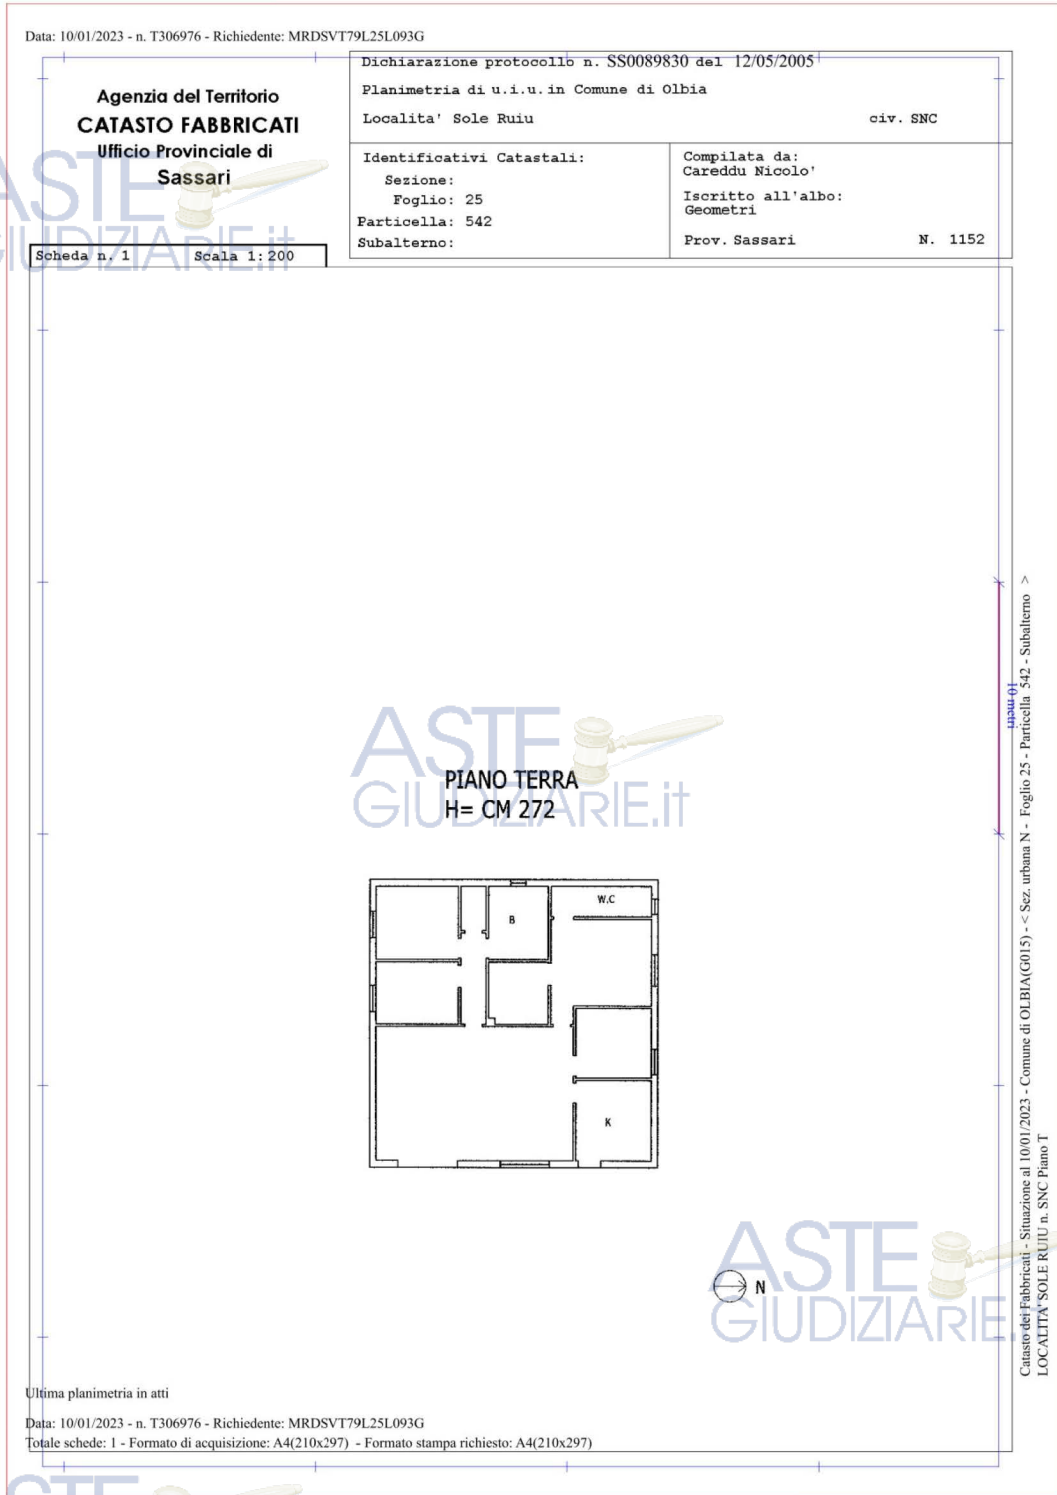 Data: 10/01/2023 - n. T306976 - Richiedente: MRDSVT79L25L093G
Agenzia del Territorio
CATASTO FABBRICATI
Ufficio Provinciale di
Sassari
Scheda n. 1 Scala 1:200
Dichiarazione protocollo n. SS0089830 del 12/05/2005
Planimetria di u.i.u. in Comune di Olbia
Localita' Sole Ruiu civ. SNC
Identificativi Catastali:
Sezione:
Foglio: 25
Particella: 542
Subalterno:
Compilata da:
Careddu Nicolo'
Iscritto all'albo:
Geometri
Prov. Sassari N. 1152
ASTE
GIUDIZIARIE.it
10 metri
Catasto dei Fabbricati - Situazione al 10/01/2023 - Comune di OLBIA(G015) - < Sez. urbana N - Foglio 25 - Particella 542 - Subalterno >
LOCALITA' SOLE RUIU n. SNC Piano T
ASTE
GIUDIZIARIE.it
PIANO TERRA
H= CM 272
W.C
B
K
N
ASTE
GIUDIZIARIE.it
Ultima planimetria in atti
Data: 10/01/2023 - n. T306976 - Richiedente: MRDSVT79L25L093G
Totale schede: 1 - Formato di acquisizione: A4(210x297) - Formato stampa richiesto: A4(210x297)